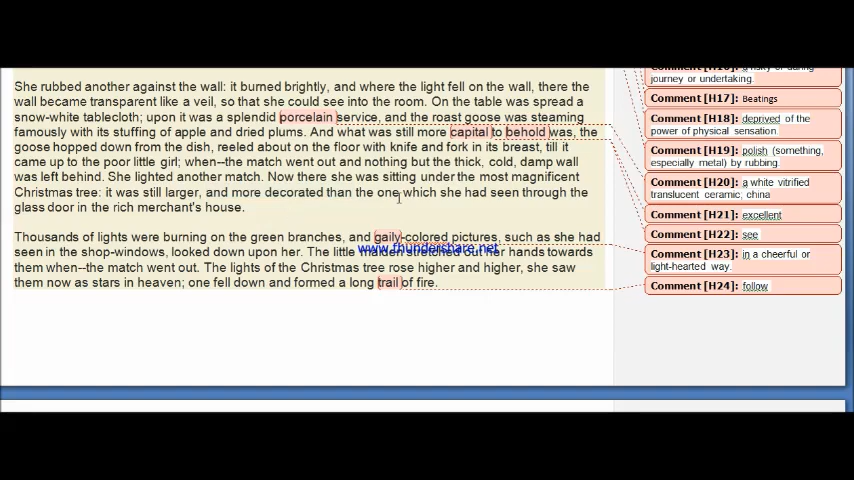 She rubbed another against the wall: it burned brightly, and where the light fell on the wall, there the
wall became transparent like a veil, so that she could see into the room. On the table was spread a
snow-white tablecloth; upon it was a splendid porcelain service, and the roast goose was steaming
famously with its stuffing of apple and dried plums. And what was still more capital to behold was, the
goose hopped down from the dish, reeled about on the floor with knife and fork in its breast, till it
came up to the poor little girl; when--the match went out and nothing but the thick, cold, damp wall
was left behind. She lighted another match. Now there she was sitting under the most magnificent
Christmas tree: it was still larger, and more decorated than the one which she had seen through the
glass door in the rich merchant's house.
Thousands of lights were burning on the green branches, and gaily-colored pictures, such as she had
seen in the shop-windows, looked down upon her. The little maiden stretched out her hands towards
www.thundershare.net
them when--the match went out. The lights of the Christmas tree rose higher and higher, she saw
them now as stars in heaven; one fell down and formed a long trail of fire.
journey or undertaking.
Comment [H17]: Beatings
Comment [H18]: deprived of the
power of physical sensation
Comment [H19]: polish (something,
especially metal) by rubbing.
Comment [H20]: a white vitrified
translucent ceramic; china
Comment [H21]: excellent
Comment [H22]: see
Comment [H23]: in a cheerful or
light-hearted way.
Comment [H24]: follow